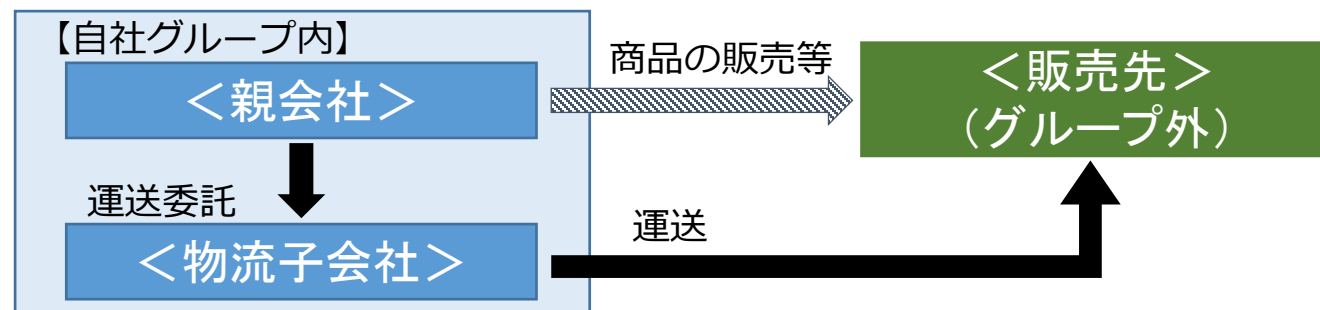 【自社グループ内】
＜親会社＞
商品の販売等
＜販売先＞
（グループ外）
運送委託
＜物流子会社＞
運送